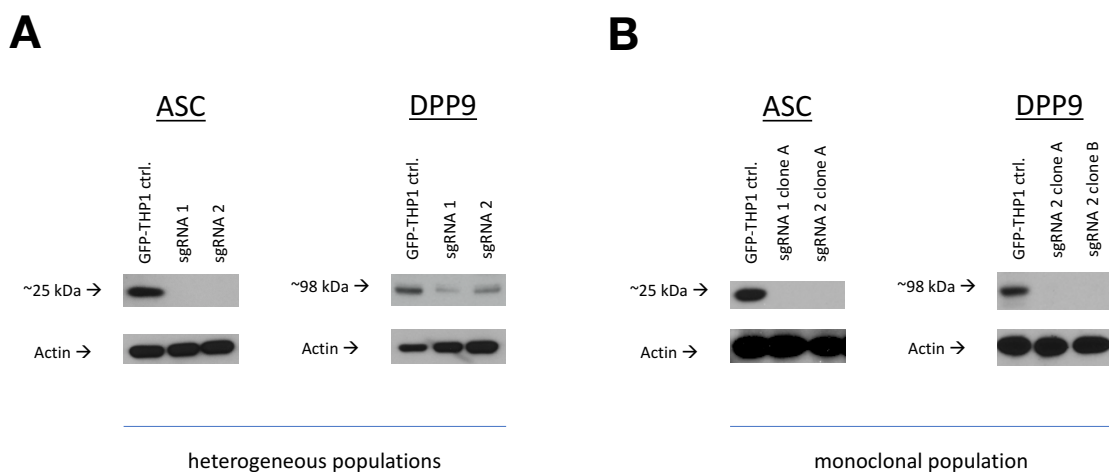 A
ASC
DPP9
GFP-THP1 ctrl.
sgRNA 1
sgRNA 2
GFP-THP1 ctrl.
sgRNA 1
sgRNA 2
~25 kDa →
~98 kDa →
Actin →
Actin →
heterogeneous populations
B
ASC
DPP9
GFP-THP1 ctrl.
sgRNA 1 clone A
sgRNA 2 clone A
GFP-THP1 ctrl.
sgRNA 2 clone A
sgRNA 2 clone B
~25 kDa →
~98 kDa →
Actin →
Actin →
monoclonal population